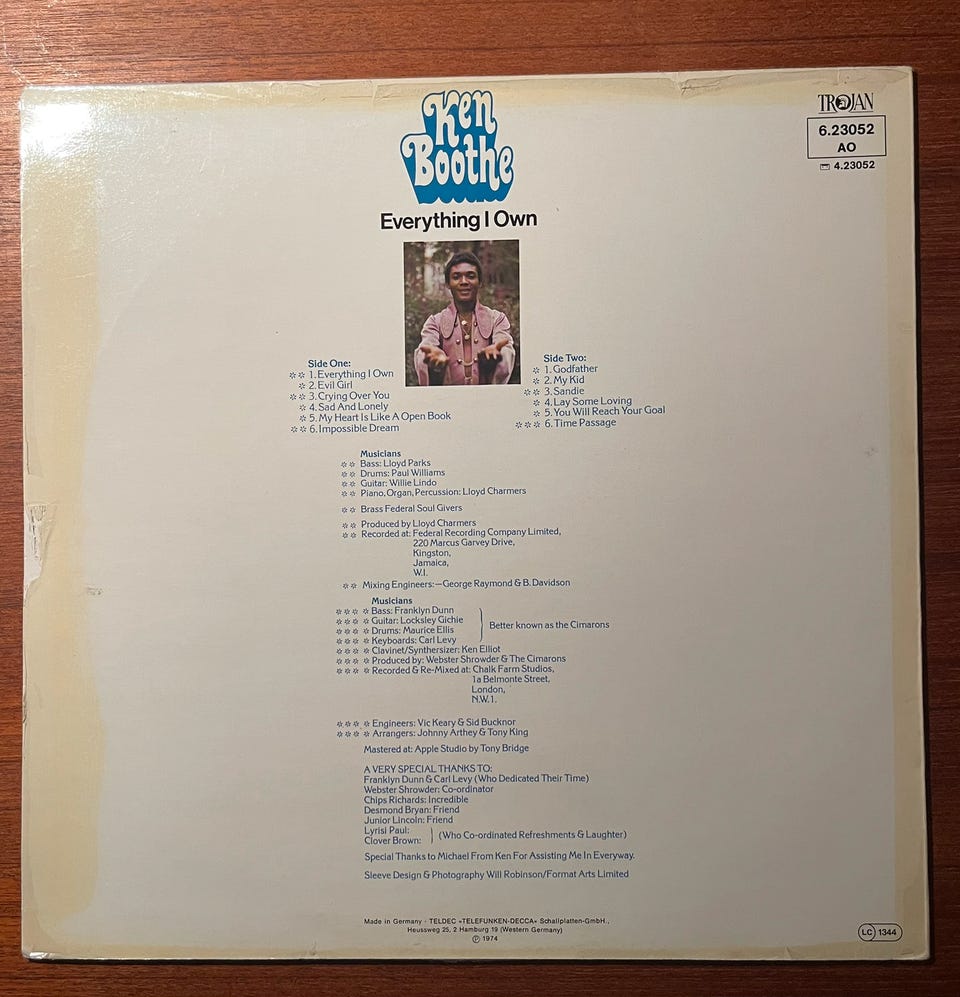 Ken
Boothe
Everything I Own
TROJAN
6.23052
AO
4.23052
Side One:
✲✲ 1. Everything I Own
✲ 2. Evil Girl
✲✲ 3. Crying Over You
✲ 4. Sad And Lonely
✲ 5. My Heart Is Like A Open Book
✲✲ 6. Impossible Dream
Side Two:
✲ 1. Godfather
✲ 2. My Kid
✲✲ 3. Sandie
✲ 4. Lay Some Loving
✲ 5. You Will Reach Your Goal
✲✲✲ 6. Time Passage
Musicians
✲✲ Bass: Lloyd Parks
✲✲ Drums: Paul Williams
✲✲ Guitar: Willie Lindo
✲✲ Piano, Organ, Percussion: Lloyd Charmers
✲✲ Brass Federal Soul Givers
✲✲ Produced by Lloyd Charmers
✲✲ Recorded at: Federal Recording Company Limited,
220 Marcus Garvey Drive,
Kingston,
Jamaica,
W.I.
✲✲ Mixing Engineers:—George Raymond & B. Davidson
Musicians
✲✲✲✲ Bass: Franklyn Dunn
✲✲✲✲ Guitar: Locksley Gichie
✲✲✲✲ Drums: Maurice Ellis
✲✲✲✲ Keyboards: Carl Levy
Better known as the Cimarons
✲✲✲✲ Clavinet/Synthersizer: Ken Elliot
✲✲✲✲ Produced by: Webster Shrowder & The Cimarons
✲✲✲✲ Recorded & Re-Mixed at: Chalk Farm Studios,
1a Belmonte Street,
London,
N.W.1.
✲✲✲✲ Engineers: Vic Keary & Sid Bucknor
✲✲✲✲ Arrangers: Johnny Arthey & Tony King
Mastered at: Apple Studio by Tony Bridge
A VERY SPECIAL THANKS TO:
Franklyn Dunn & Carl Levy (Who Dedicated Their Time)
Webster Shrowder: Co-ordinator
Chips Richards: Incredible
Desmond Bryan: Friend
Junior Lincoln: Friend
Lyrisi Paul:
Clover Brown:
(Who Co-ordinated Refreshments & Laughter)
Special Thanks to Michael From Ken For Assisting Me In Everyway.
Sleeve Design & Photography Will Robinson/Format Arts Limited
Made in Germany · TELDEC »TELEFUNKEN-DECCA« Schallplatten-GmbH.,
Heussweg 25, 2 Hamburg 19 (Western Germany)
℗ 1974
LC 1344